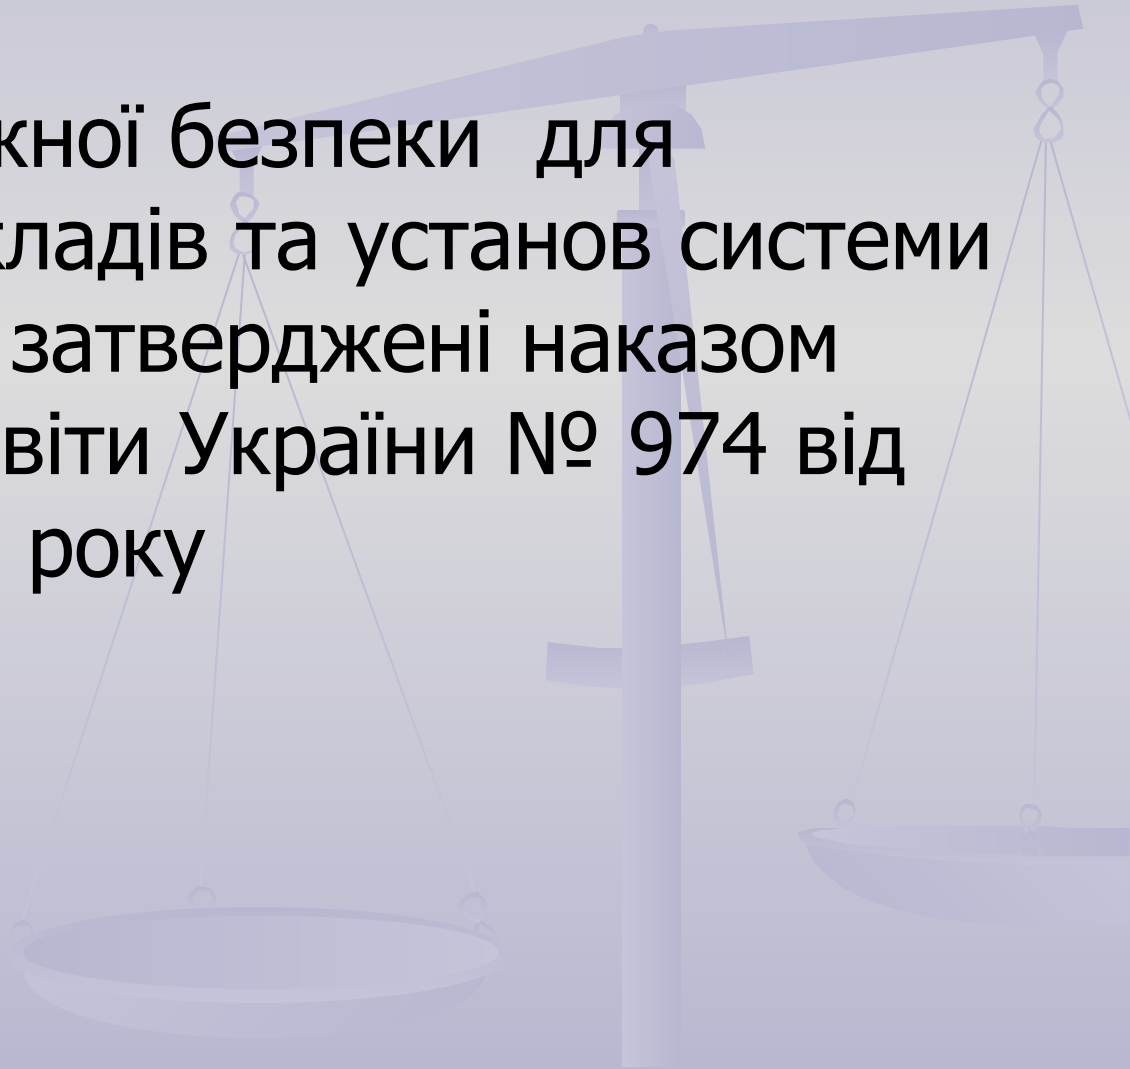 жної безпеки для
кладів та установ системи
затверджені наказом
віти України № 974 від
року